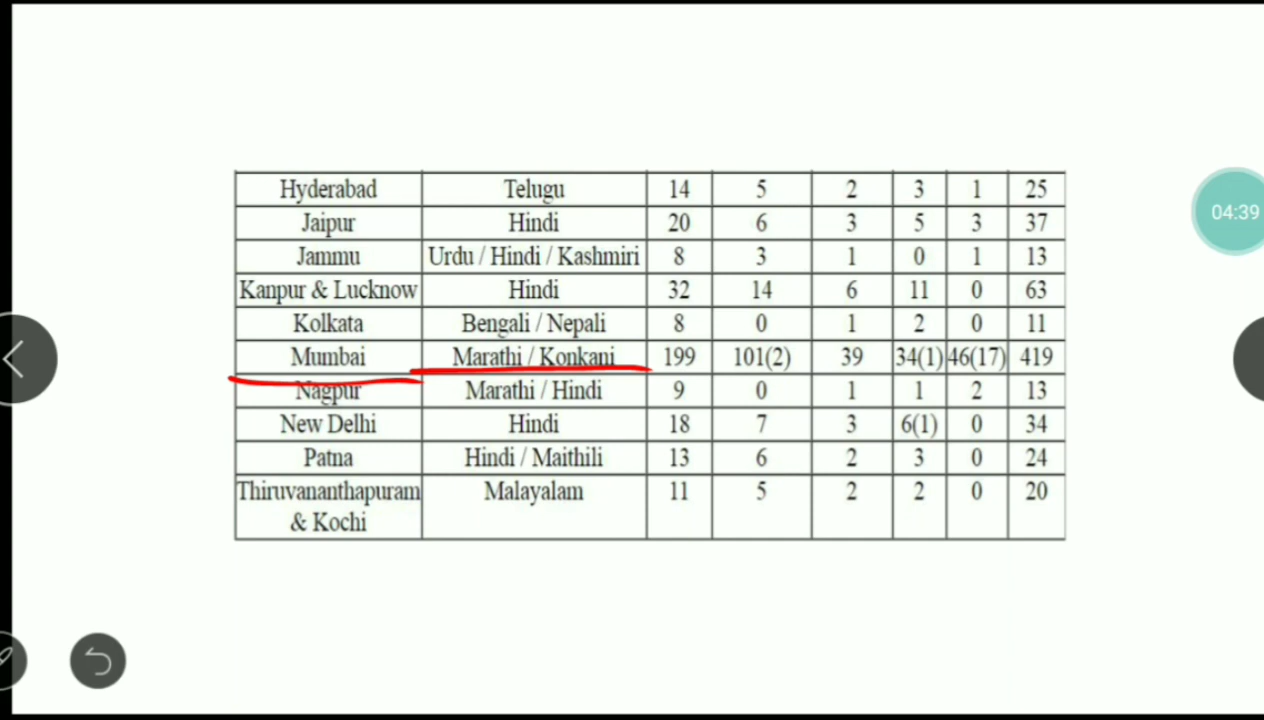 Hyderabad Telugu 14 5 2 3 1 25
Jaipur Hindi 20 6 3 5 3 37
Jammu Urdu / Hindi / Kashmiri 8 3 1 0 1 13
Kanpur & Lucknow Hindi 32 14 6 11 0 63
Kolkata Bengali / Nepali 8 0 1 2 0 11
Mumbai Marathi / Konkani 199 101(2) 39 34(1) 46(17) 419
Nagpur Marathi / Hindi 9 0 1 1 2 13
New Delhi Hindi 18 7 3 6(1) 0 34
Patna Hindi / Maithili 13 6 2 3 0 24
Thiruvananthapuram Malayalam 11 5 2 2 0 20
& Kochi
04:39